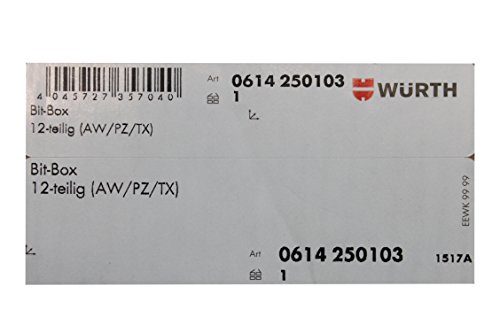 Art 0614 250103
1
WÜRTH
4 045727 357040
Bit-Box
12-teilig (AW/PZ/TX)
Bit-Box
12-teilig (AW/PZ/TX)
EEWK 99 99
Art 0614 250103
1
1517A